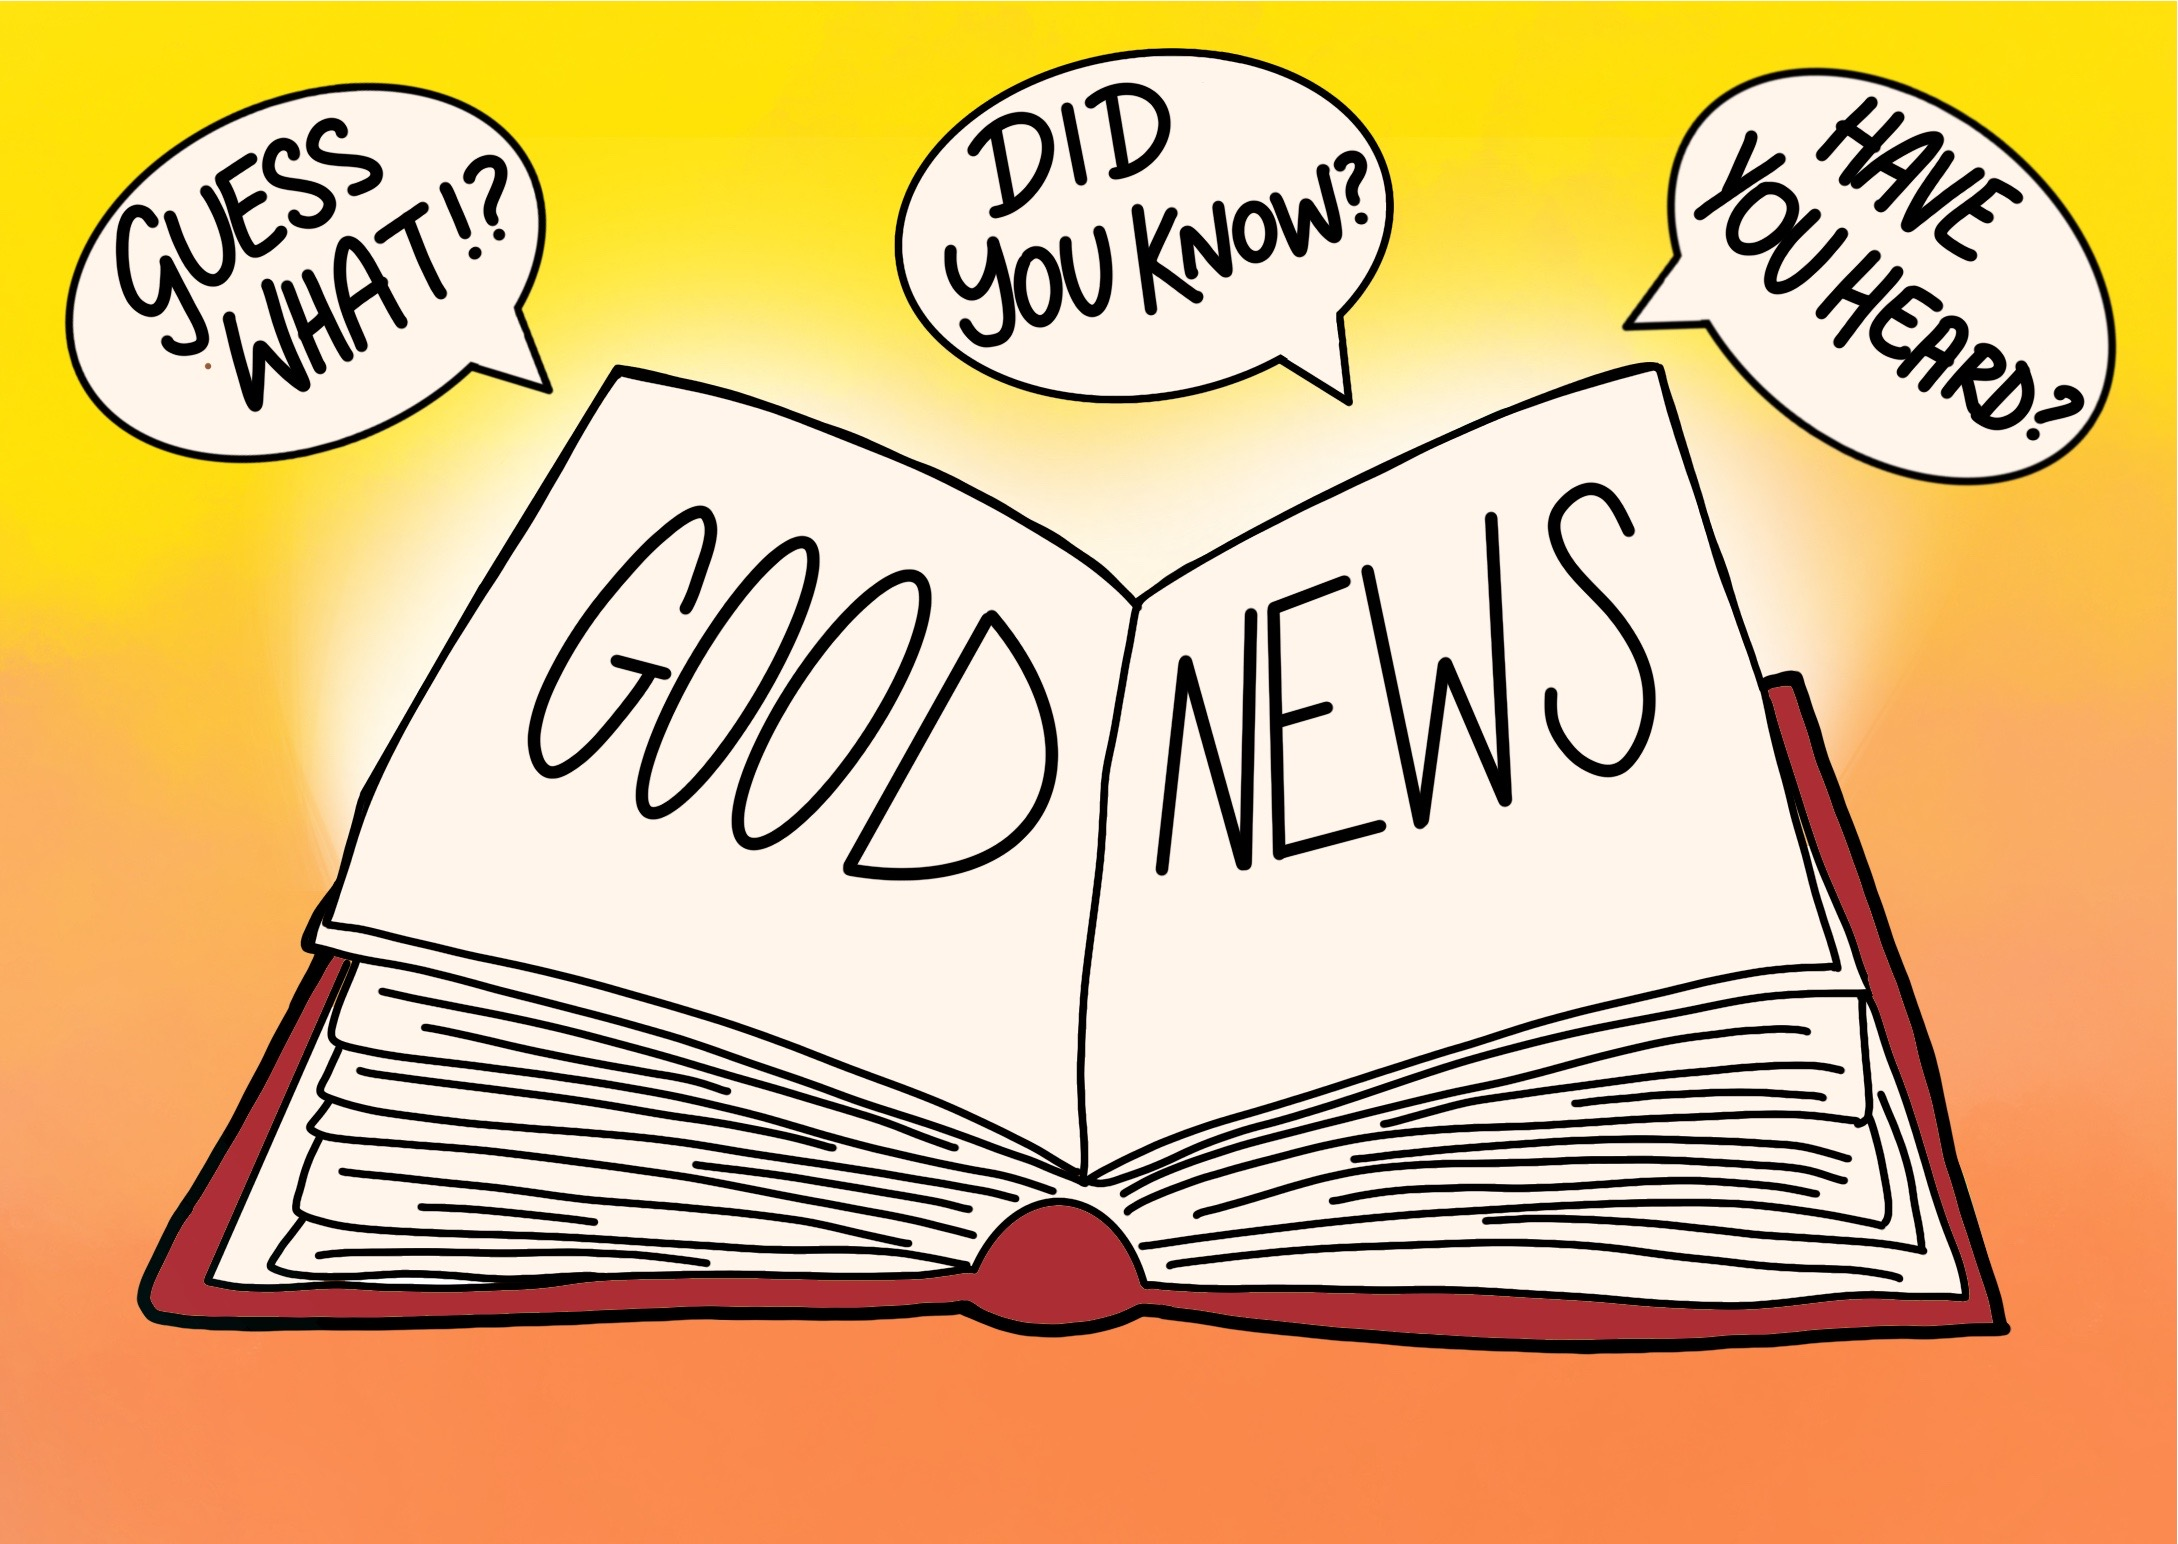 GUESS
WHAT!?
DID
YOU KNOW?
HAVE
YOU HEARD?
GOOD NEWS